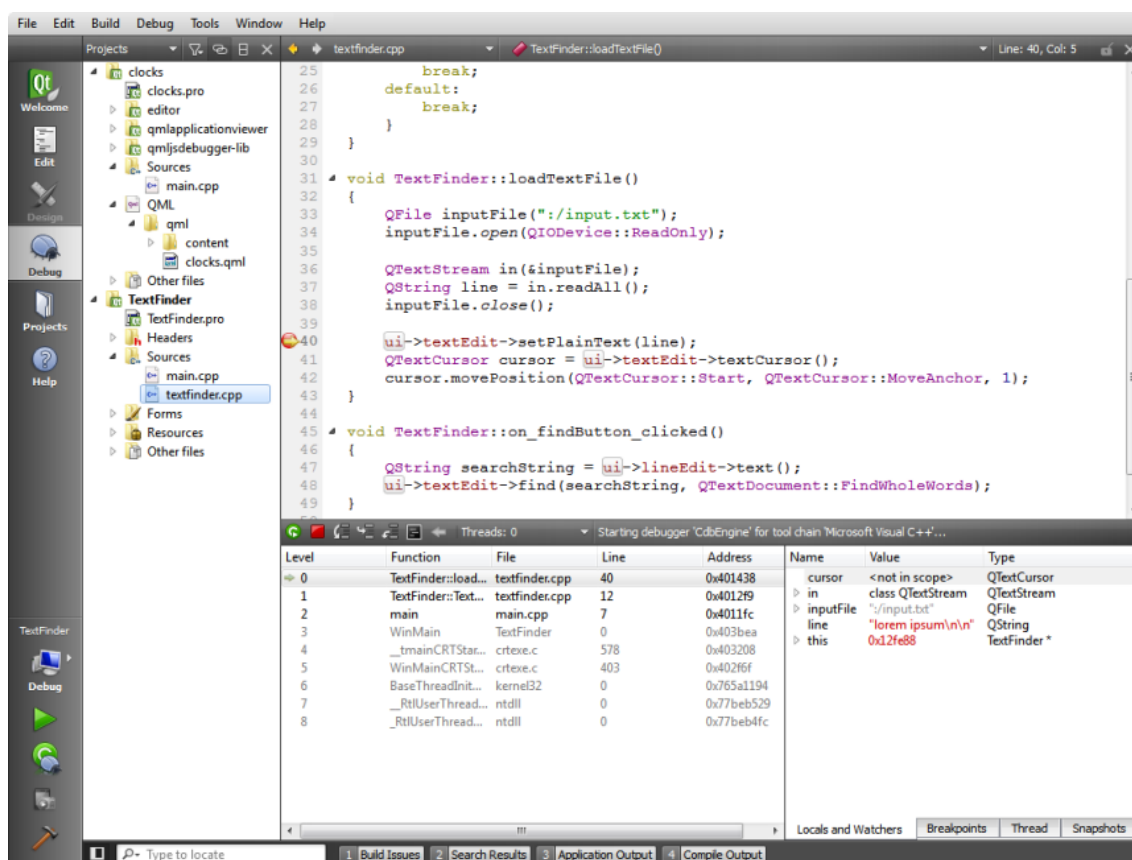 File Edit Build Debug Tools Window Help
Projects
textfinder.cpp
TextFinder::loadTextFile()
Line: 40, Col: 5
Welcome
Edit
Design
Debug
Projects
Help
TextFinder
Debug
clocks
clocks.pro
editor
qmlapplicationviewer
qmljsdebugger-lib
Sources
main.cpp
QML
qml
content
clocks.qml
Other files
TextFinder
TextFinder.pro
Headers
Sources
main.cpp
textfinder.cpp
Forms
Resources
Other files
25 break;
26 default:
27 break;
28 }
29 }
30
31 void TextFinder::loadTextFile()
32 {
33 QFile inputFile(":/input.txt");
34 inputFile.open(QIODevice::ReadOnly);
35
36 QTextStream in(&inputFile);
37 QString line = in.readAll();
38 inputFile.close();
39
40 ui->textEdit->setPlainText(line);
41 QTextCursor cursor = ui->textEdit->textCursor();
42 cursor.movePosition(QTextCursor::Start, QTextCursor::MoveAnchor, 1);
43 }
44
45 void TextFinder::on_findButton_clicked()
46 {
47 QString searchString = ui->lineEdit->text();
48 ui->textEdit->find(searchString, QTextDocument::FindWholeWords);
49 }
Threads: 0
Starting debugger 'CdbEngine' for tool chain 'Microsoft Visual C++'...
Level Function File Line Address
0 TextFinder::load... textfinder.cpp 40 0x401438
1 TextFinder::Text... textfinder.cpp 12 0x4012f9
2 main main.cpp 7 0x4011fc
3 WinMain TextFinder 0 0x403bea
4 __tmainCRTStar... crtexe.c 578 0x403208
5 WinMainCRTSt... crtexe.c 403 0x402f6f
6 BaseThreadInit... kernel32 0 0x765a1194
7 __RtlUserThread... ntdll 0 0x77beb529
8 _RtlUserThread... ntdll 0 0x77beb4fc
Name Value Type
cursor <not in scope> QTextCursor
in class QTextStream QTextStream
inputFile ":/input.txt" QFile
line "lorem ipsum\n\n" QString
this 0x12fe88 TextFinder *
Locals and Watchers Breakpoints Thread Snapshots
Type to locate
1 Build Issues 2 Search Results 3 Application Output 4 Compile Output